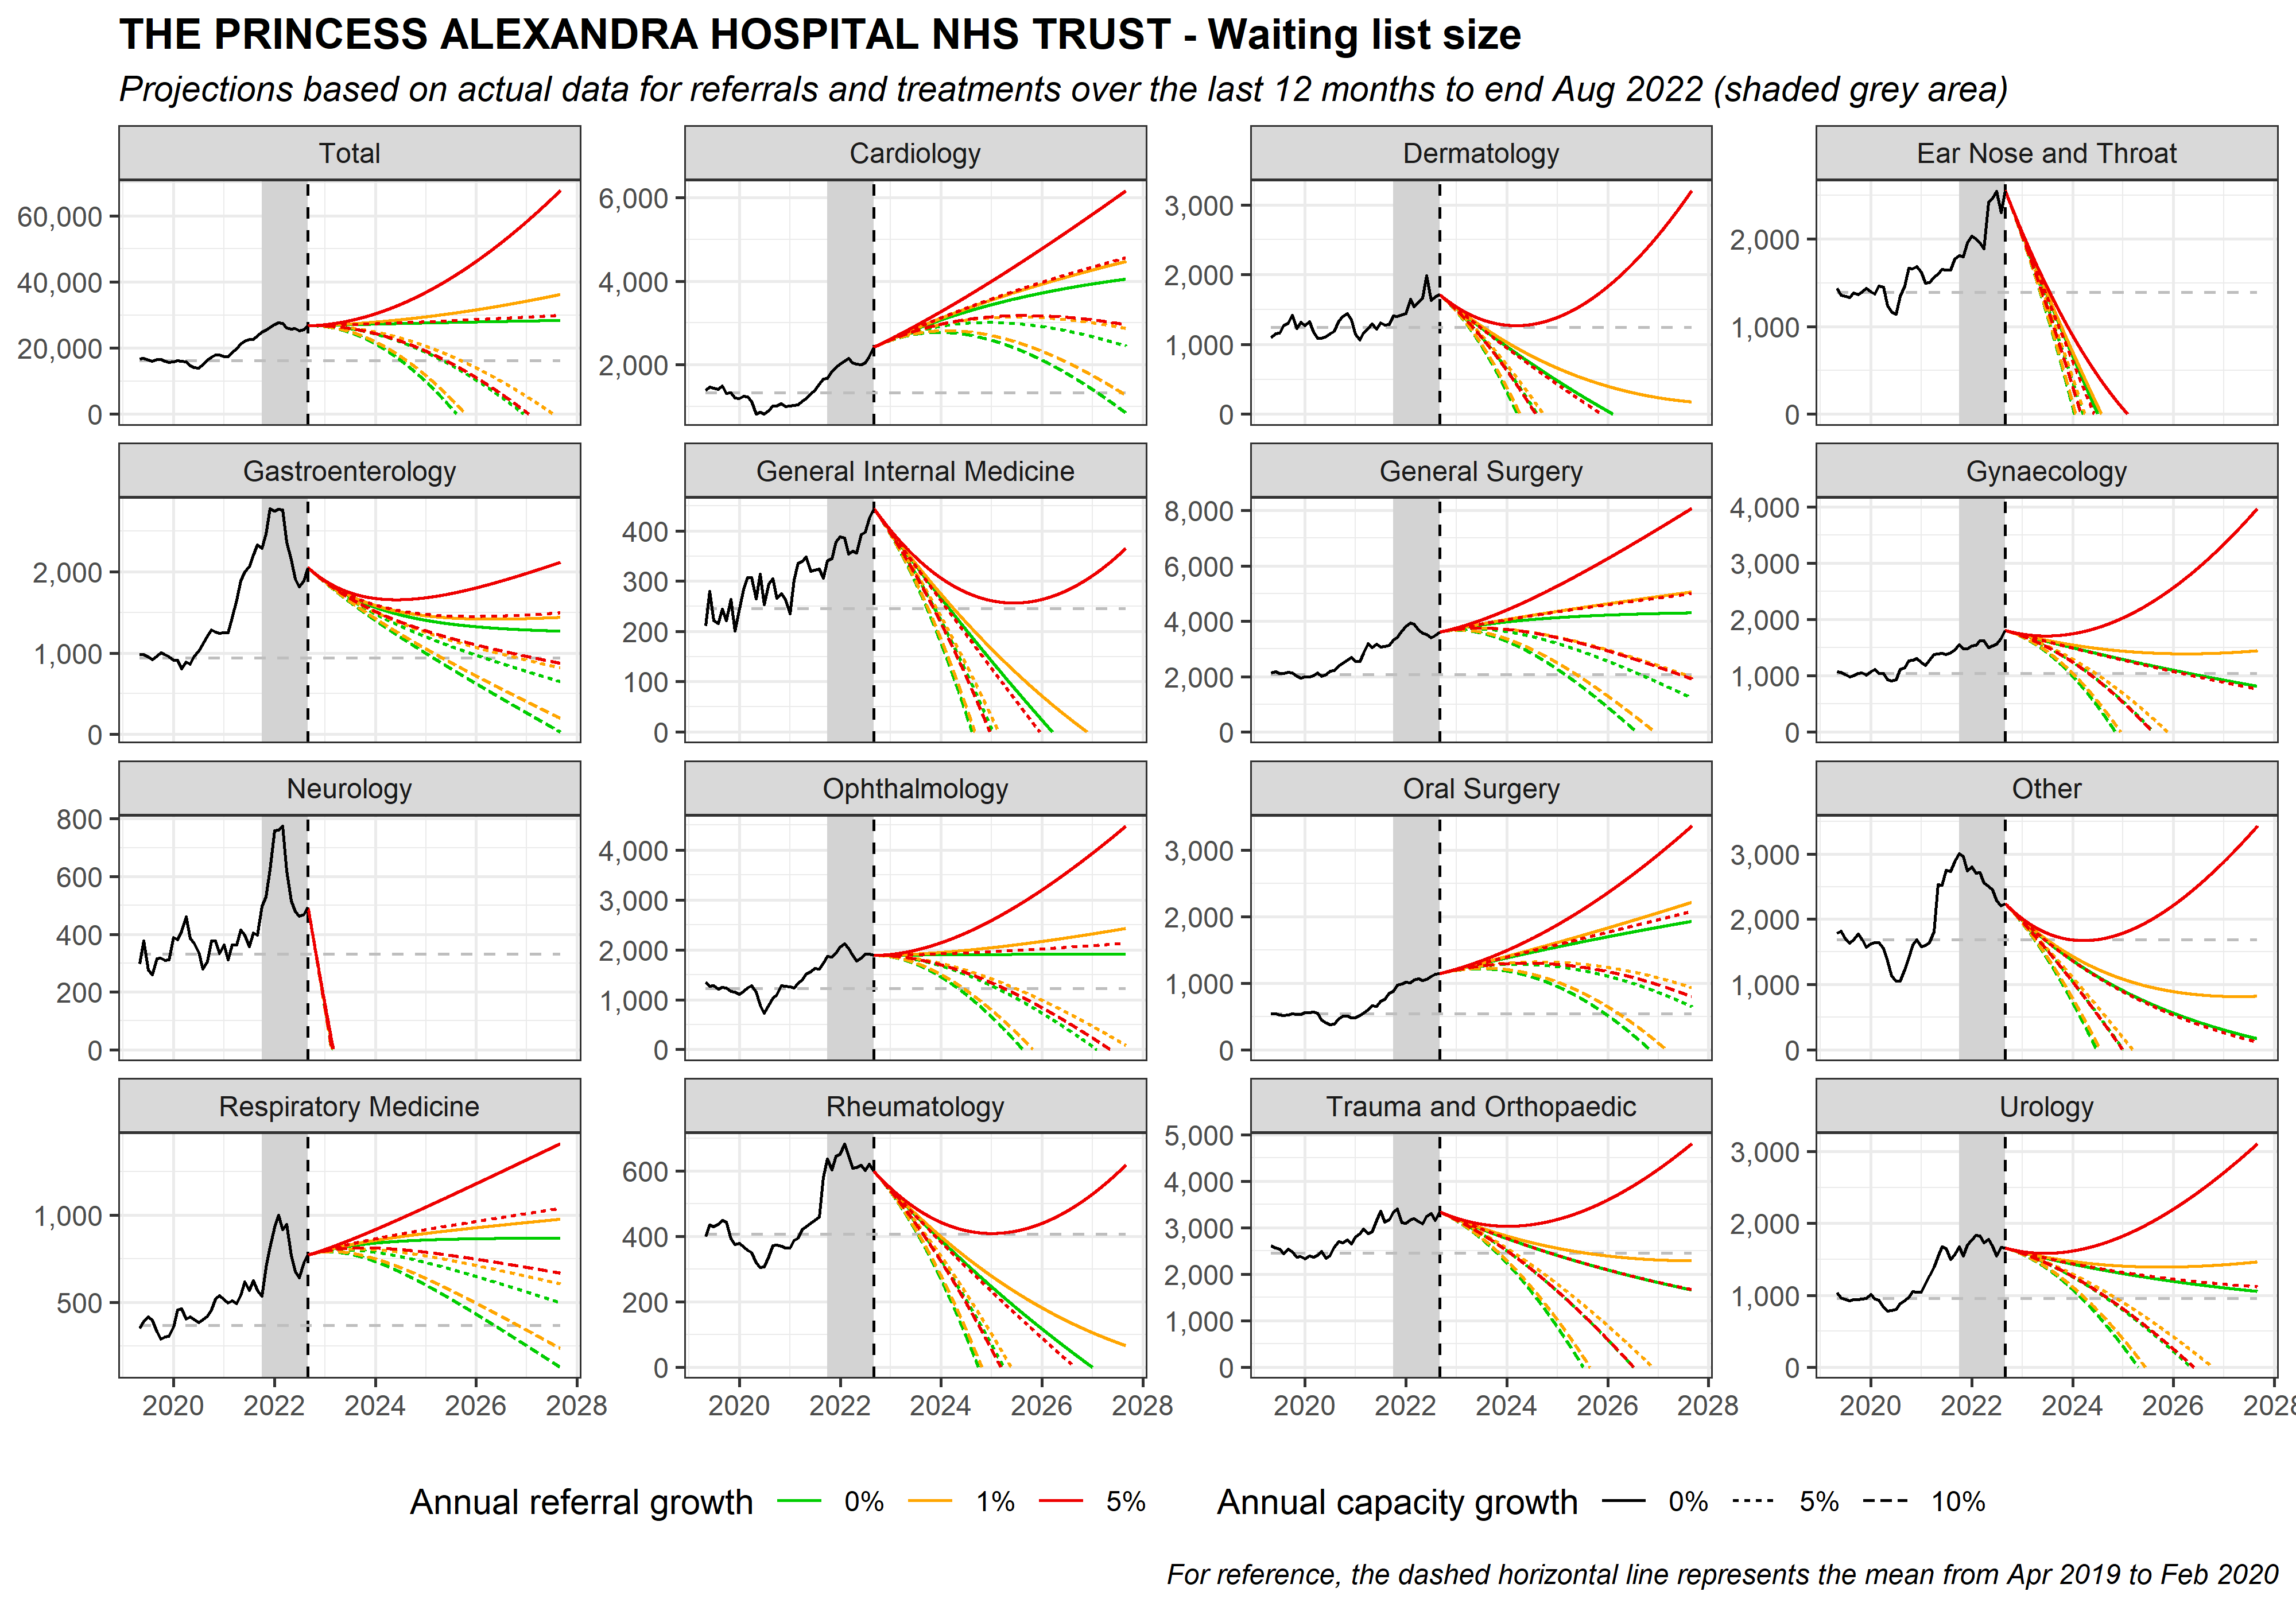 THE PRINCESS ALEXANDRA HOSPITAL NHS TRUST - Waiting list size
Projections based on actual data for referrals and treatments over the last 12 months to end Aug 2022 (shaded grey area)
Total
Cardiology
Dermatology
Ear Nose and Throat
60,000
40,000
20,000
0
6,000
4,000
2,000
3,000
2,000
1,000
0
2,000
1,000
0
Gastroenterology
General Internal Medicine
General Surgery
Gynaecology
2,000
1,000
0
400
300
200
100
0
8,000
6,000
4,000
2,000
0
4,000
3,000
2,000
1,000
0
Neurology
Ophthalmology
Oral Surgery
Other
800
600
400
200
0
4,000
3,000
2,000
1,000
0
3,000
2,000
1,000
0
3,000
2,000
1,000
0
Respiratory Medicine
Rheumatology
Trauma and Orthopaedic
Urology
1,000
500
600
400
200
0
5,000
4,000
3,000
2,000
1,000
0
3,000
2,000
1,000
0
2020 2022 2024 2026 2028
2020 2022 2024 2026 2028
2020 2022 2024 2026 2028
2020 2022 2024 2026 2028
Annual referral growth 0% 1% 5%
Annual capacity growth 0% 5% 10%
For reference, the dashed horizontal line represents the mean from Apr 2019 to Feb 2020